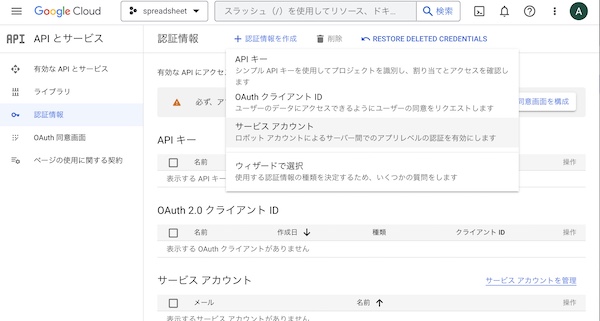 Google Cloud
spreadsheet
スラッシュ (/) を使用してリソース、ドキ...
検索
A
API
API とサービス
認証情報
認証情報を作成
削除
RESTORE DELETED CREDENTIALS
有効な API とサービス
ライブラリ
認証情報
OAuth 同意画面
ページの使用に関する契約
有効な API にアクセス
必ず、ア
同意画面を構成
API キー
シンプル API キーを使用してプロジェクトを識別し、割り当てとアクセスを確認します
OAuth クライアント ID
ユーザーのデータにアクセスできるようにユーザーの同意をリクエストします
サービス アカウント
ロボット アカウントによるサーバー間でのアプリレベルの認証を有効にします
ウィザードで選択
使用する認証情報の種類を決定するため、いくつかの質問をします
API キー
名前
操作
表示する API キー
OAuth 2.0 クライアント ID
名前
作成日
種類
クライアント ID
操作
表示する OAuth クライアントがありません
サービス アカウント
サービス アカウントを管理
メール
名前
操作
表示するサービス アカウントがありません